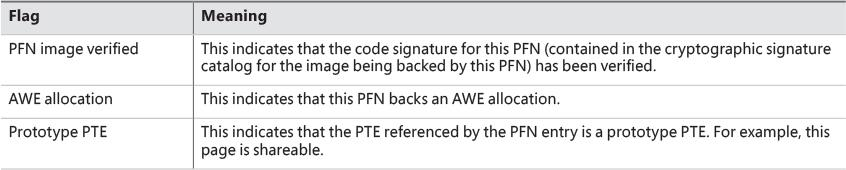 Flag Meaning
PFN image verified This indicates that the code signature for this PFN (contained in the cryptographic signature
catalog for the image being backed by this PFN) has been verified.
AWE allocation This indicates that this PFN backs an AWE allocation.
Prototype PTE This indicates that the PTE referenced by the PFN entry is a prototype PTE. For example, this
page is shareable.